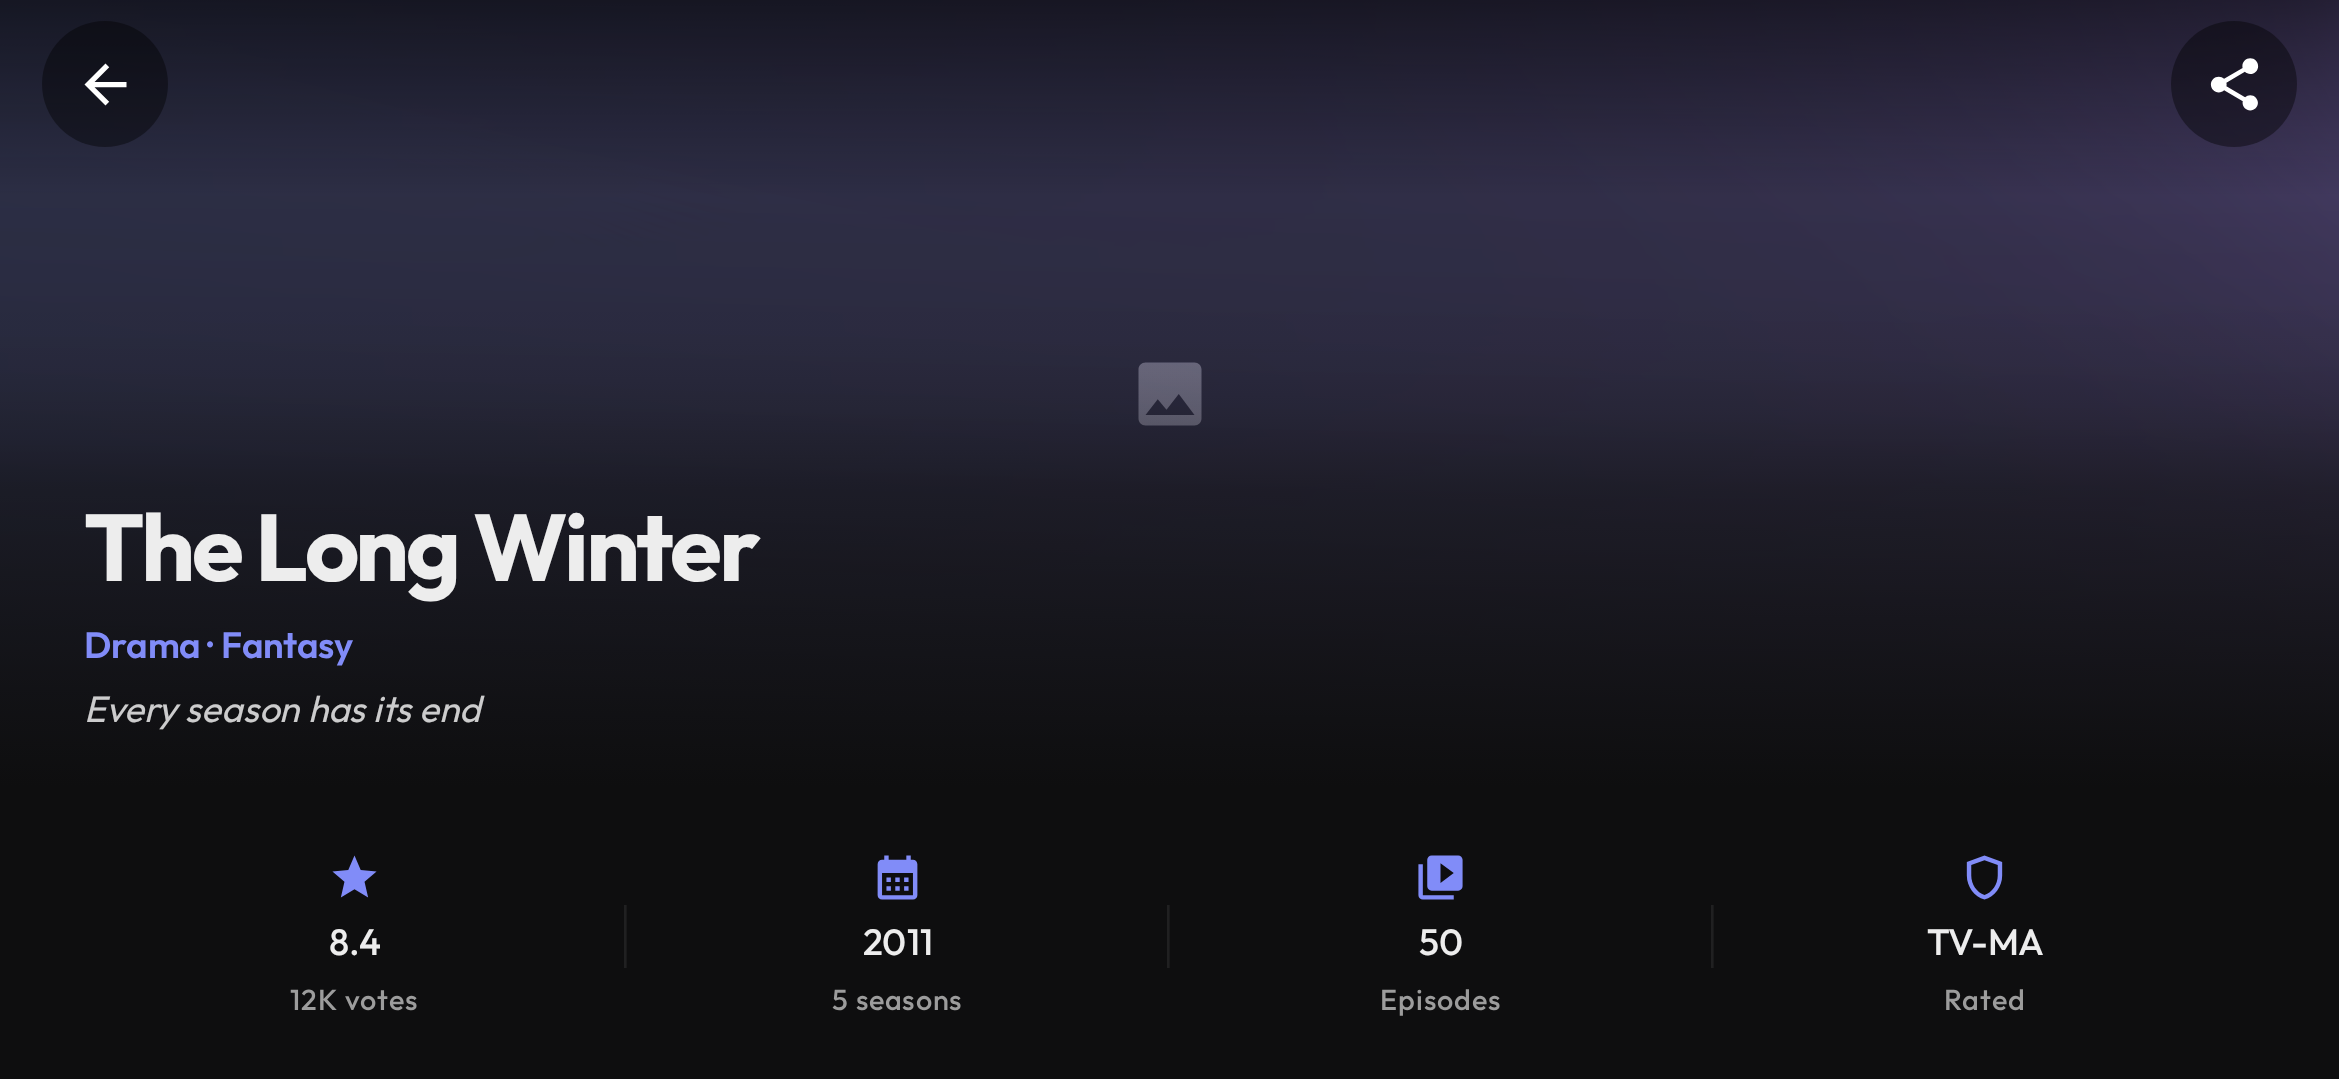 The Long Winter
Drama · Fantasy
Every season has its end
8.4
12K votes
2011
5 seasons
50
Episodes
TV-MA
Rated